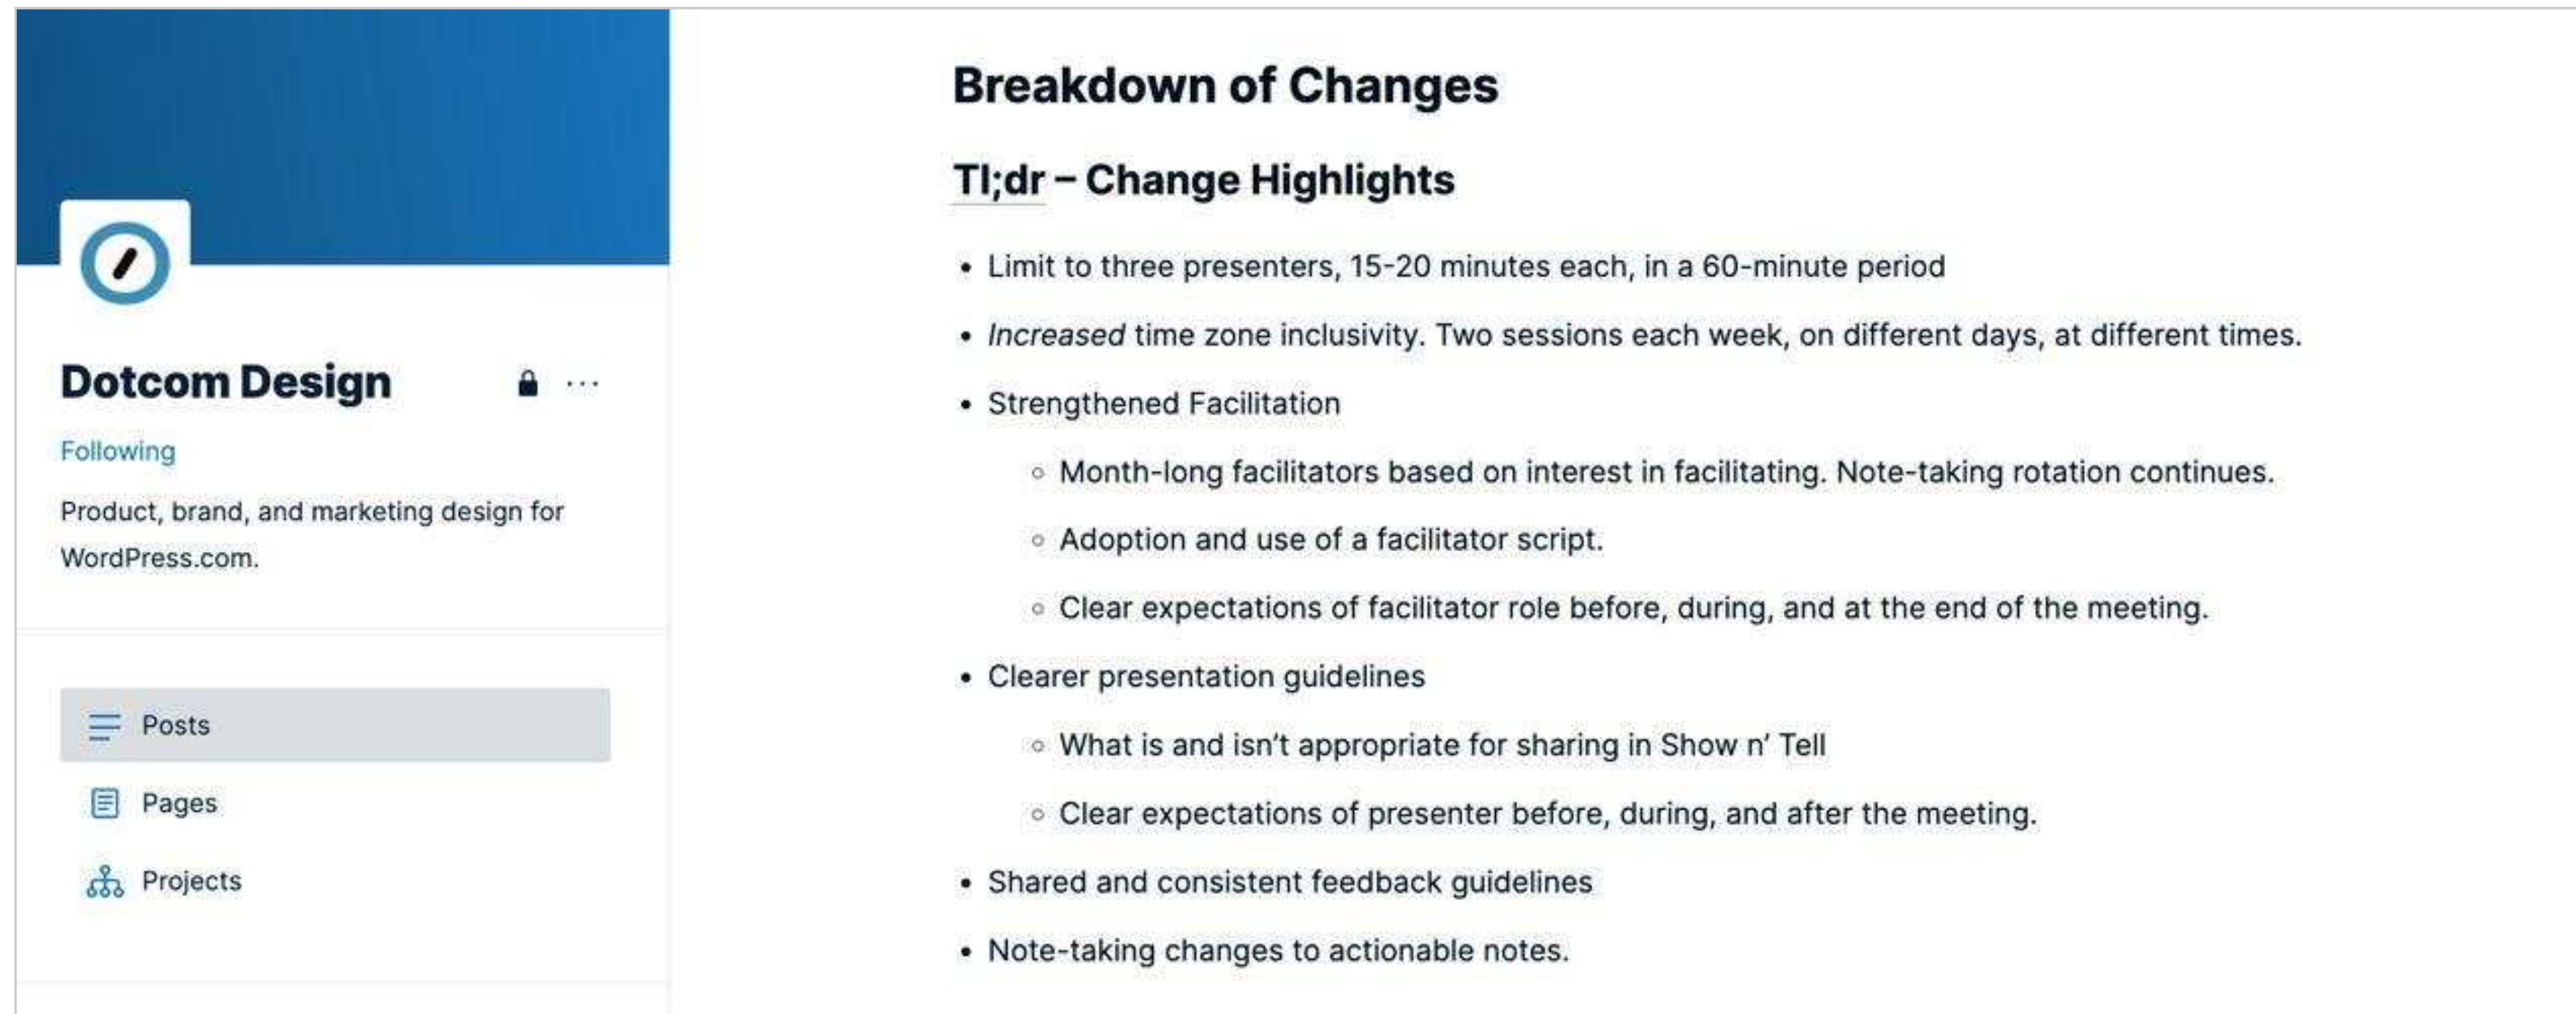 Dotcom Design
Following
Product, brand, and marketing design for
WordPress.com.
Posts
Pages
Projects
Breakdown of Changes
Tl;dr – Change Highlights
• Limit to three presenters, 15-20 minutes each, in a 60-minute period
• Increased time zone inclusivity. Two sessions each week, on different days, at different times.
• Strengthened Facilitation
◦ Month-long facilitators based on interest in facilitating. Note-taking rotation continues.
◦ Adoption and use of a facilitator script.
◦ Clear expectations of facilitator role before, during, and at the end of the meeting.
• Clearer presentation guidelines
◦ What is and isn’t appropriate for sharing in Show n’ Tell
◦ Clear expectations of presenter before, during, and after the meeting.
• Shared and consistent feedback guidelines
• Note-taking changes to actionable notes.